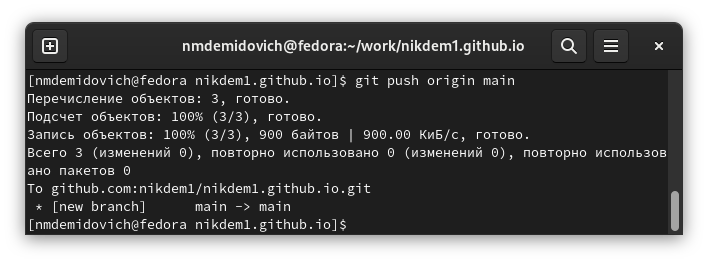 nmdemidovich@fedora:~/work/nikdem1.github.io
[nmdemidovich@fedora nikdem1.github.io]$ git push origin main
Перечисление объектов: 3, готово.
Подсчет объектов: 100% (3/3), готово.
Запись объектов: 100% (3/3), 900 байтов | 900.00 КиБ/с, готово.
Всего 3 (изменений 0), повторно использовано 0 (изменений 0), повторно использов
ано пакетов 0
To github.com:nikdem1/nikdem1.github.io.git
 * [new branch]      main -> main
[nmdemidovich@fedora nikdem1.github.io]$